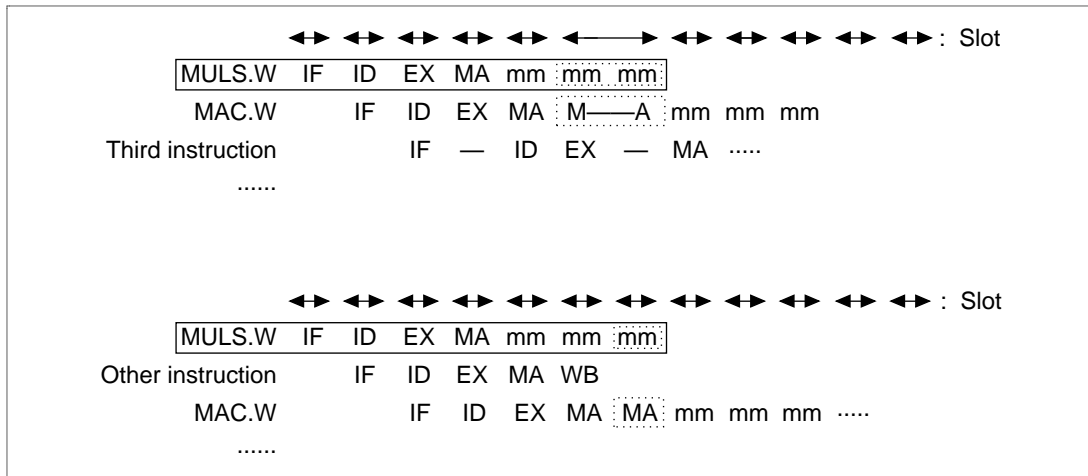 : Slot
MULS.W IF ID EX MA mm mm mm
MAC.W IF ID EX MA M——A mm mm mm
Third instruction IF — ID EX — MA ·····
······
: Slot
MULS.W IF ID EX MA mm mm mm
Other instruction IF ID EX MA WB
MAC.W IF ID EX MA MA mm mm mm ·····
······